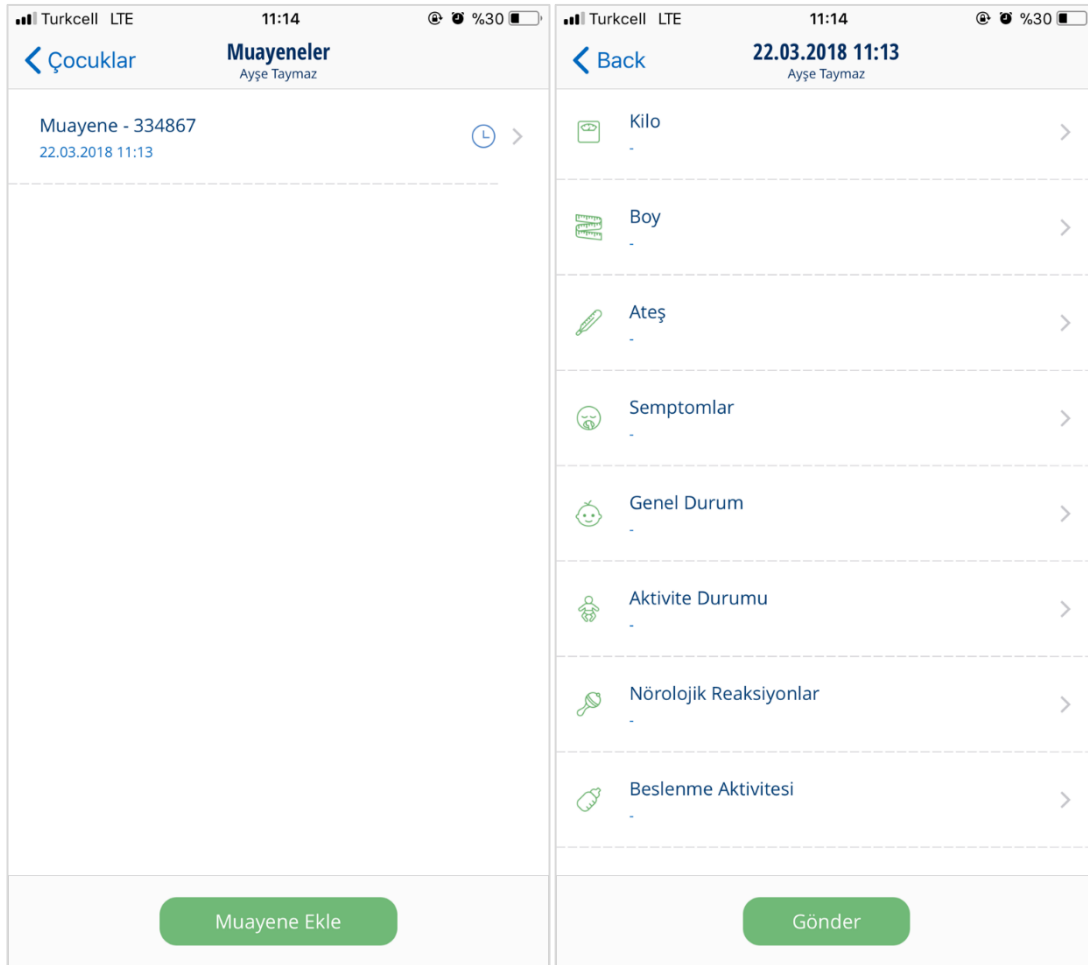 Turkcell LTE 11:14 %30
Çocuklar
Muayeneler
Ayşe Taymaz
Muayene - 334867
22.03.2018 11:13
Muayene Ekle
Turkcell LTE 11:14 %30
Back
22.03.2018 11:13
Ayşe Taymaz
Kilo
-
Boy
-
Ateş
-
Semptomlar
-
Genel Durum
-
Aktivite Durumu
-
Nörolojik Reaksiyonlar
-
Beslenme Aktivitesi
-
Gönder